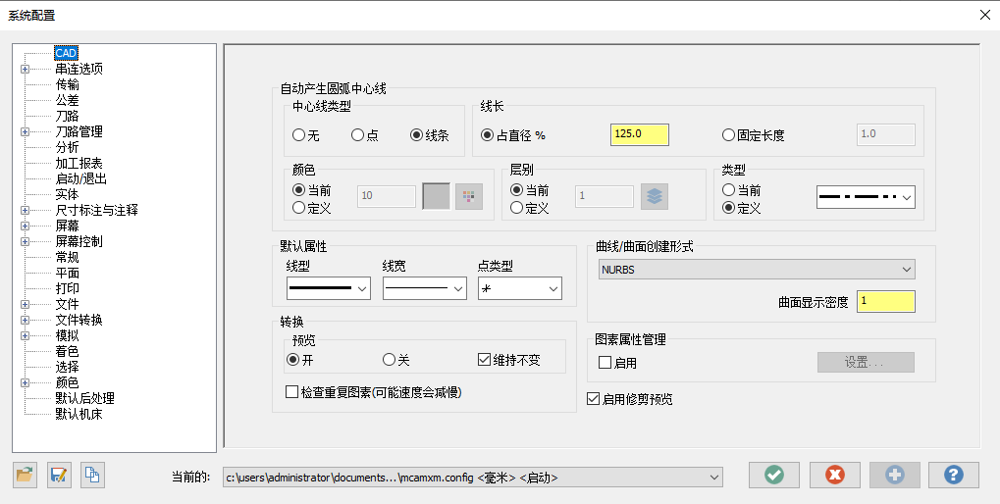 系统配置
CAD
串连选项
传输
公差
刀路
刀路管理
分析
加工报表
启动/退出
实体
尺寸标注与注释
屏幕
屏幕控制
常规
平面
打印
文件
文件转换
模拟
着色
选择
颜色
默认后处理
默认机床
自动产生圆弧中心线
中心线类型
无
点
线条
线长
占直径 %
125.0
固定长度
1.0
颜色
当前
定义
10
层别
当前
定义
1
类型
当前
定义
默认属性
线型
线宽
点类型
曲线/曲面创建形式
NURBS
曲面显示密度
1
转换
预览
开
关
维持不变
检查重复图素(可能速度会减慢)
图素属性管理
启用
设置...
启用修剪预览
当前的:
c:\users\administrator\documents...\mcamxm.config <毫米> <启动>